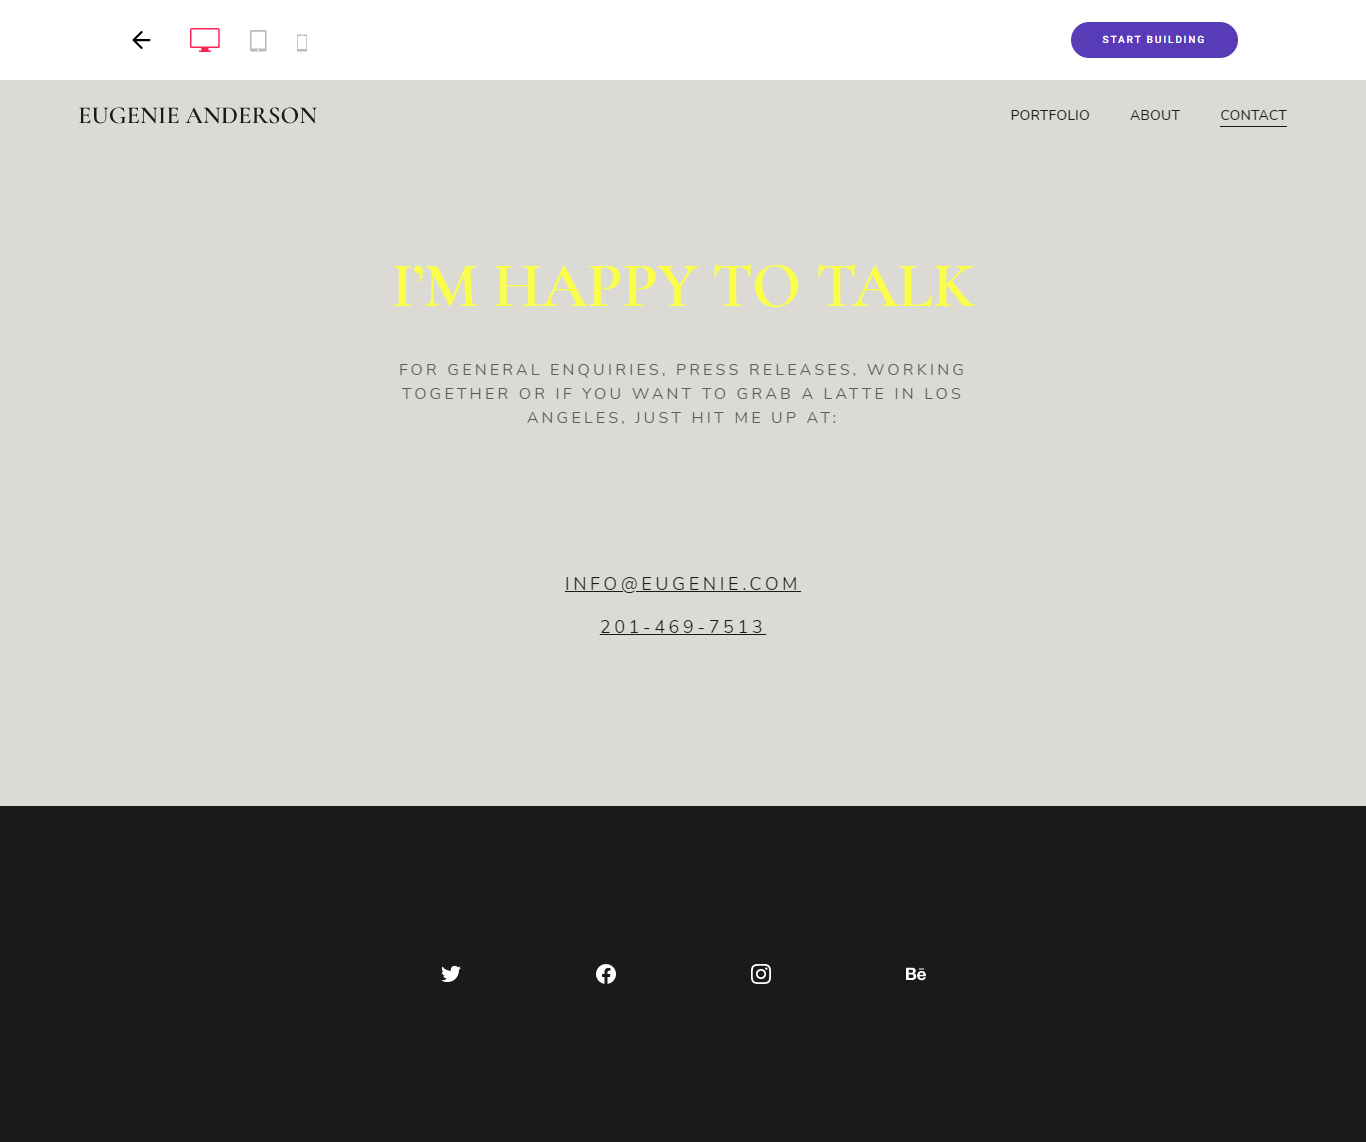 START BUILDING
EUGENIE ANDERSON
PORTFOLIO
ABOUT
CONTACT
I’M HAPPY TO TALK
FOR GENERAL ENQUIRIES, PRESS RELEASES, WORKING
TOGETHER OR IF YOU WANT TO GRAB A LATTE IN LOS
ANGELES, JUST HIT ME UP AT:
INFO@EUGENIE.COM
201-469-7513
Bē